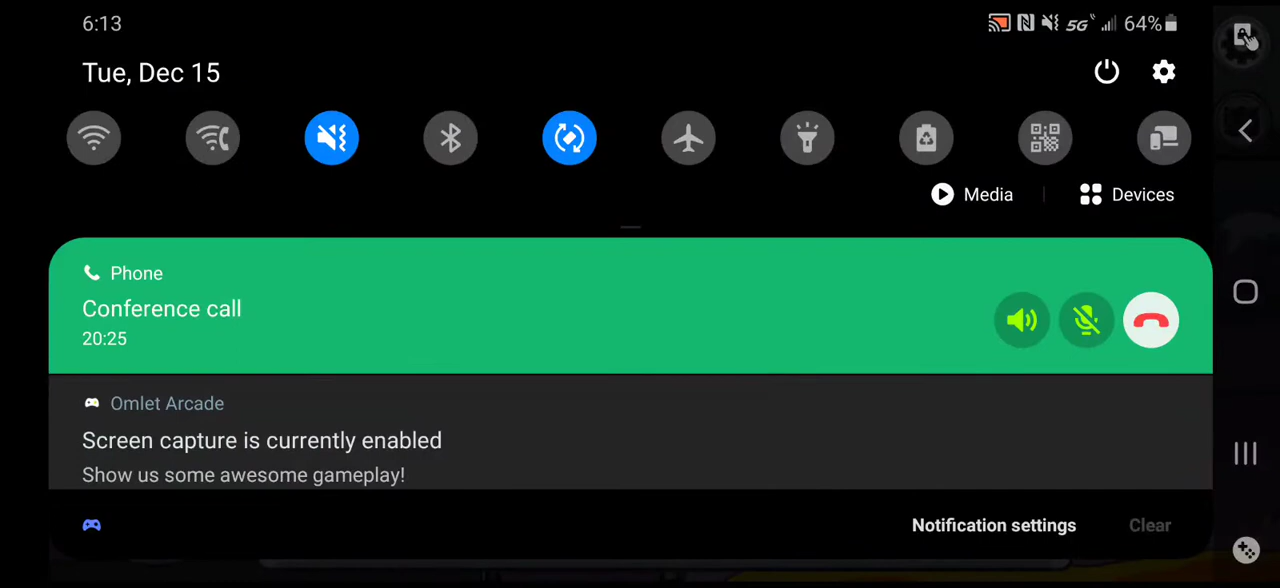 6:13
5G 64%
Tue, Dec 15
Media
Devices
Phone
Conference call
20:25
Omlet Arcade
Screen capture is currently enabled
Show us some awesome gameplay!
Notification settings
Clear